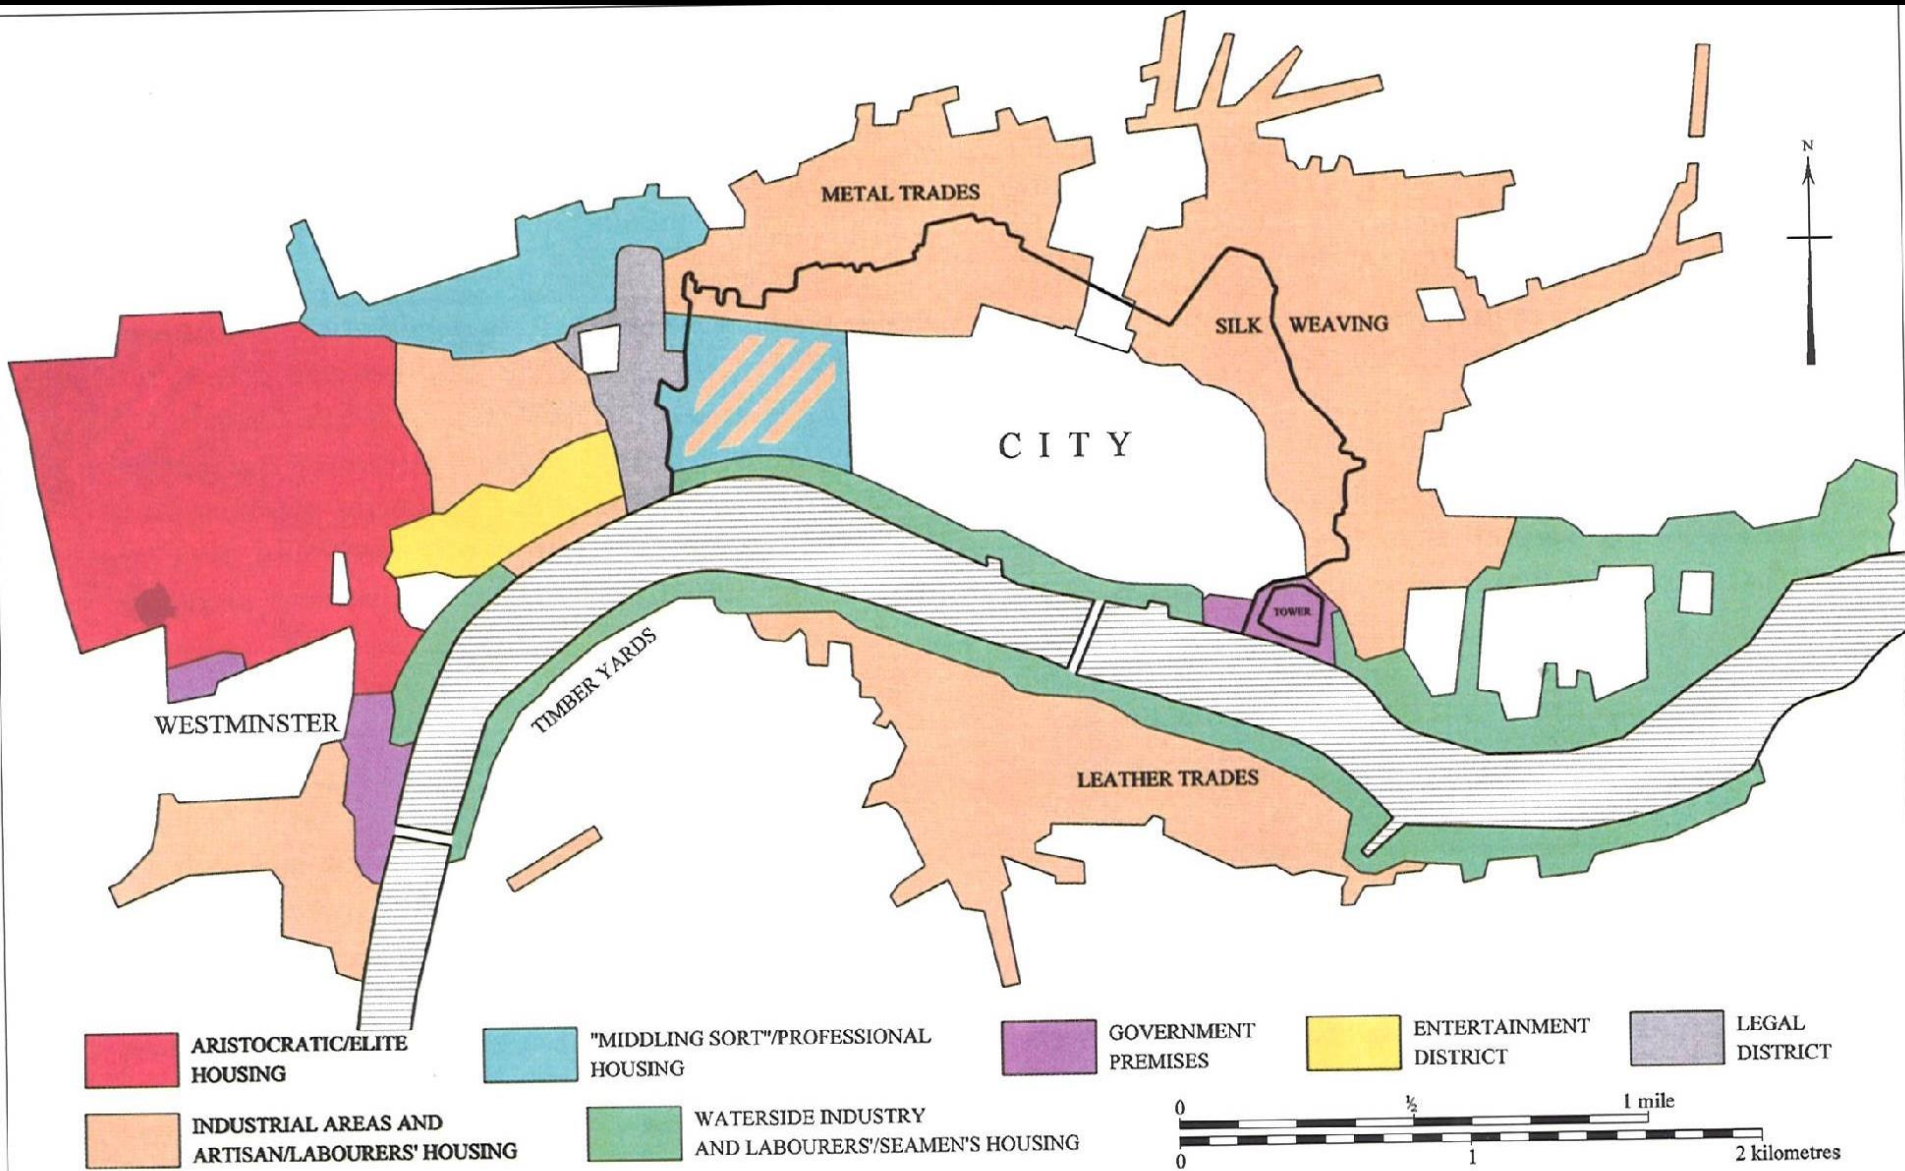 METAL TRADES
N
SILK WEAVING
CITY
TOWER
TIMBER YARDS
WESTMINSTER
LEATHER TRADES
ARISTOCRATIC/ELITE
HOUSING
"MIDDLING SORT"/PROFESSIONAL
HOUSING
GOVERNMENT
PREMISES
ENTERTAINMENT
DISTRICT
LEGAL
DISTRICT
INDUSTRIAL AREAS AND
ARTISAN/LABOURERS' HOUSING
WATERSIDE INDUSTRY
AND LABOURERS'/SEAMEN'S HOUSING
0 ½ 1 mile
0 1 2 kilometres